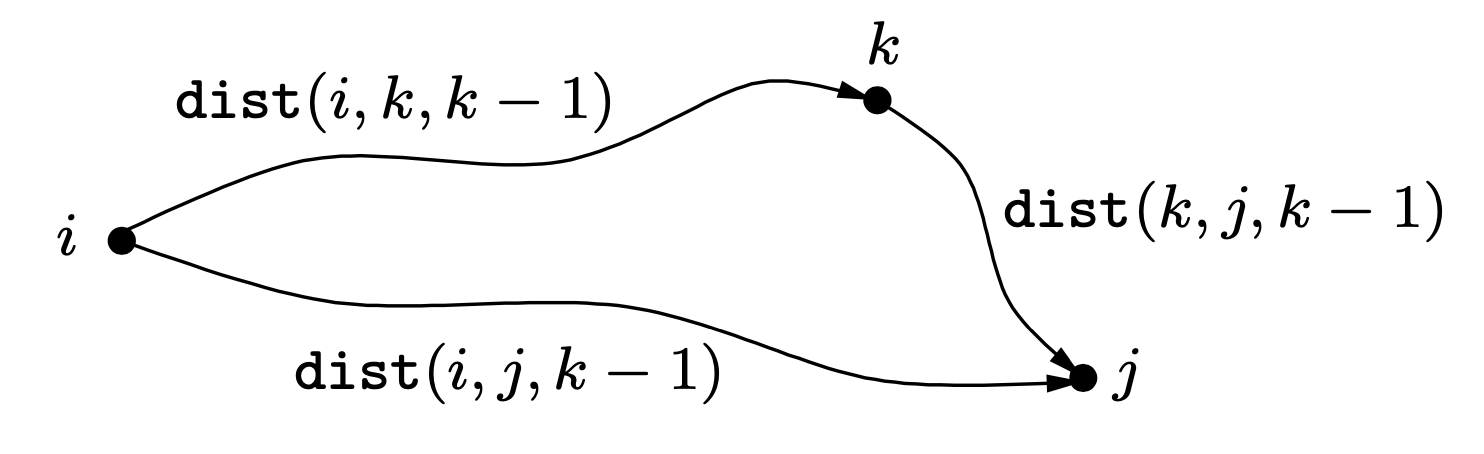 k
dist(i, k, k − 1)
dist(k, j, k − 1)
i
dist(i, j, k − 1)
j